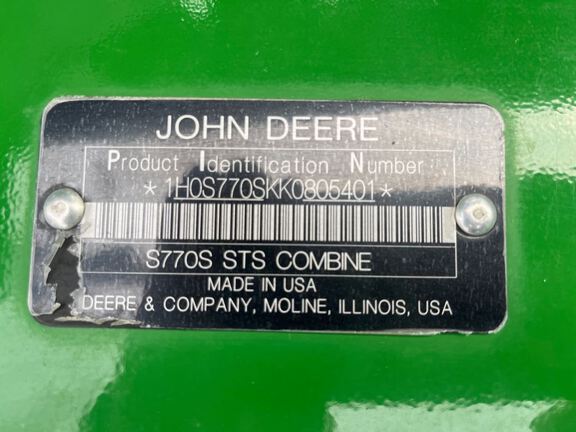 JOHN DEERE
Product Identification Number
*1H0S770SKK0805401*
S770S STS COMBINE
MADE IN USA
DEERE & COMPANY, MOLINE, ILLINOIS, USA